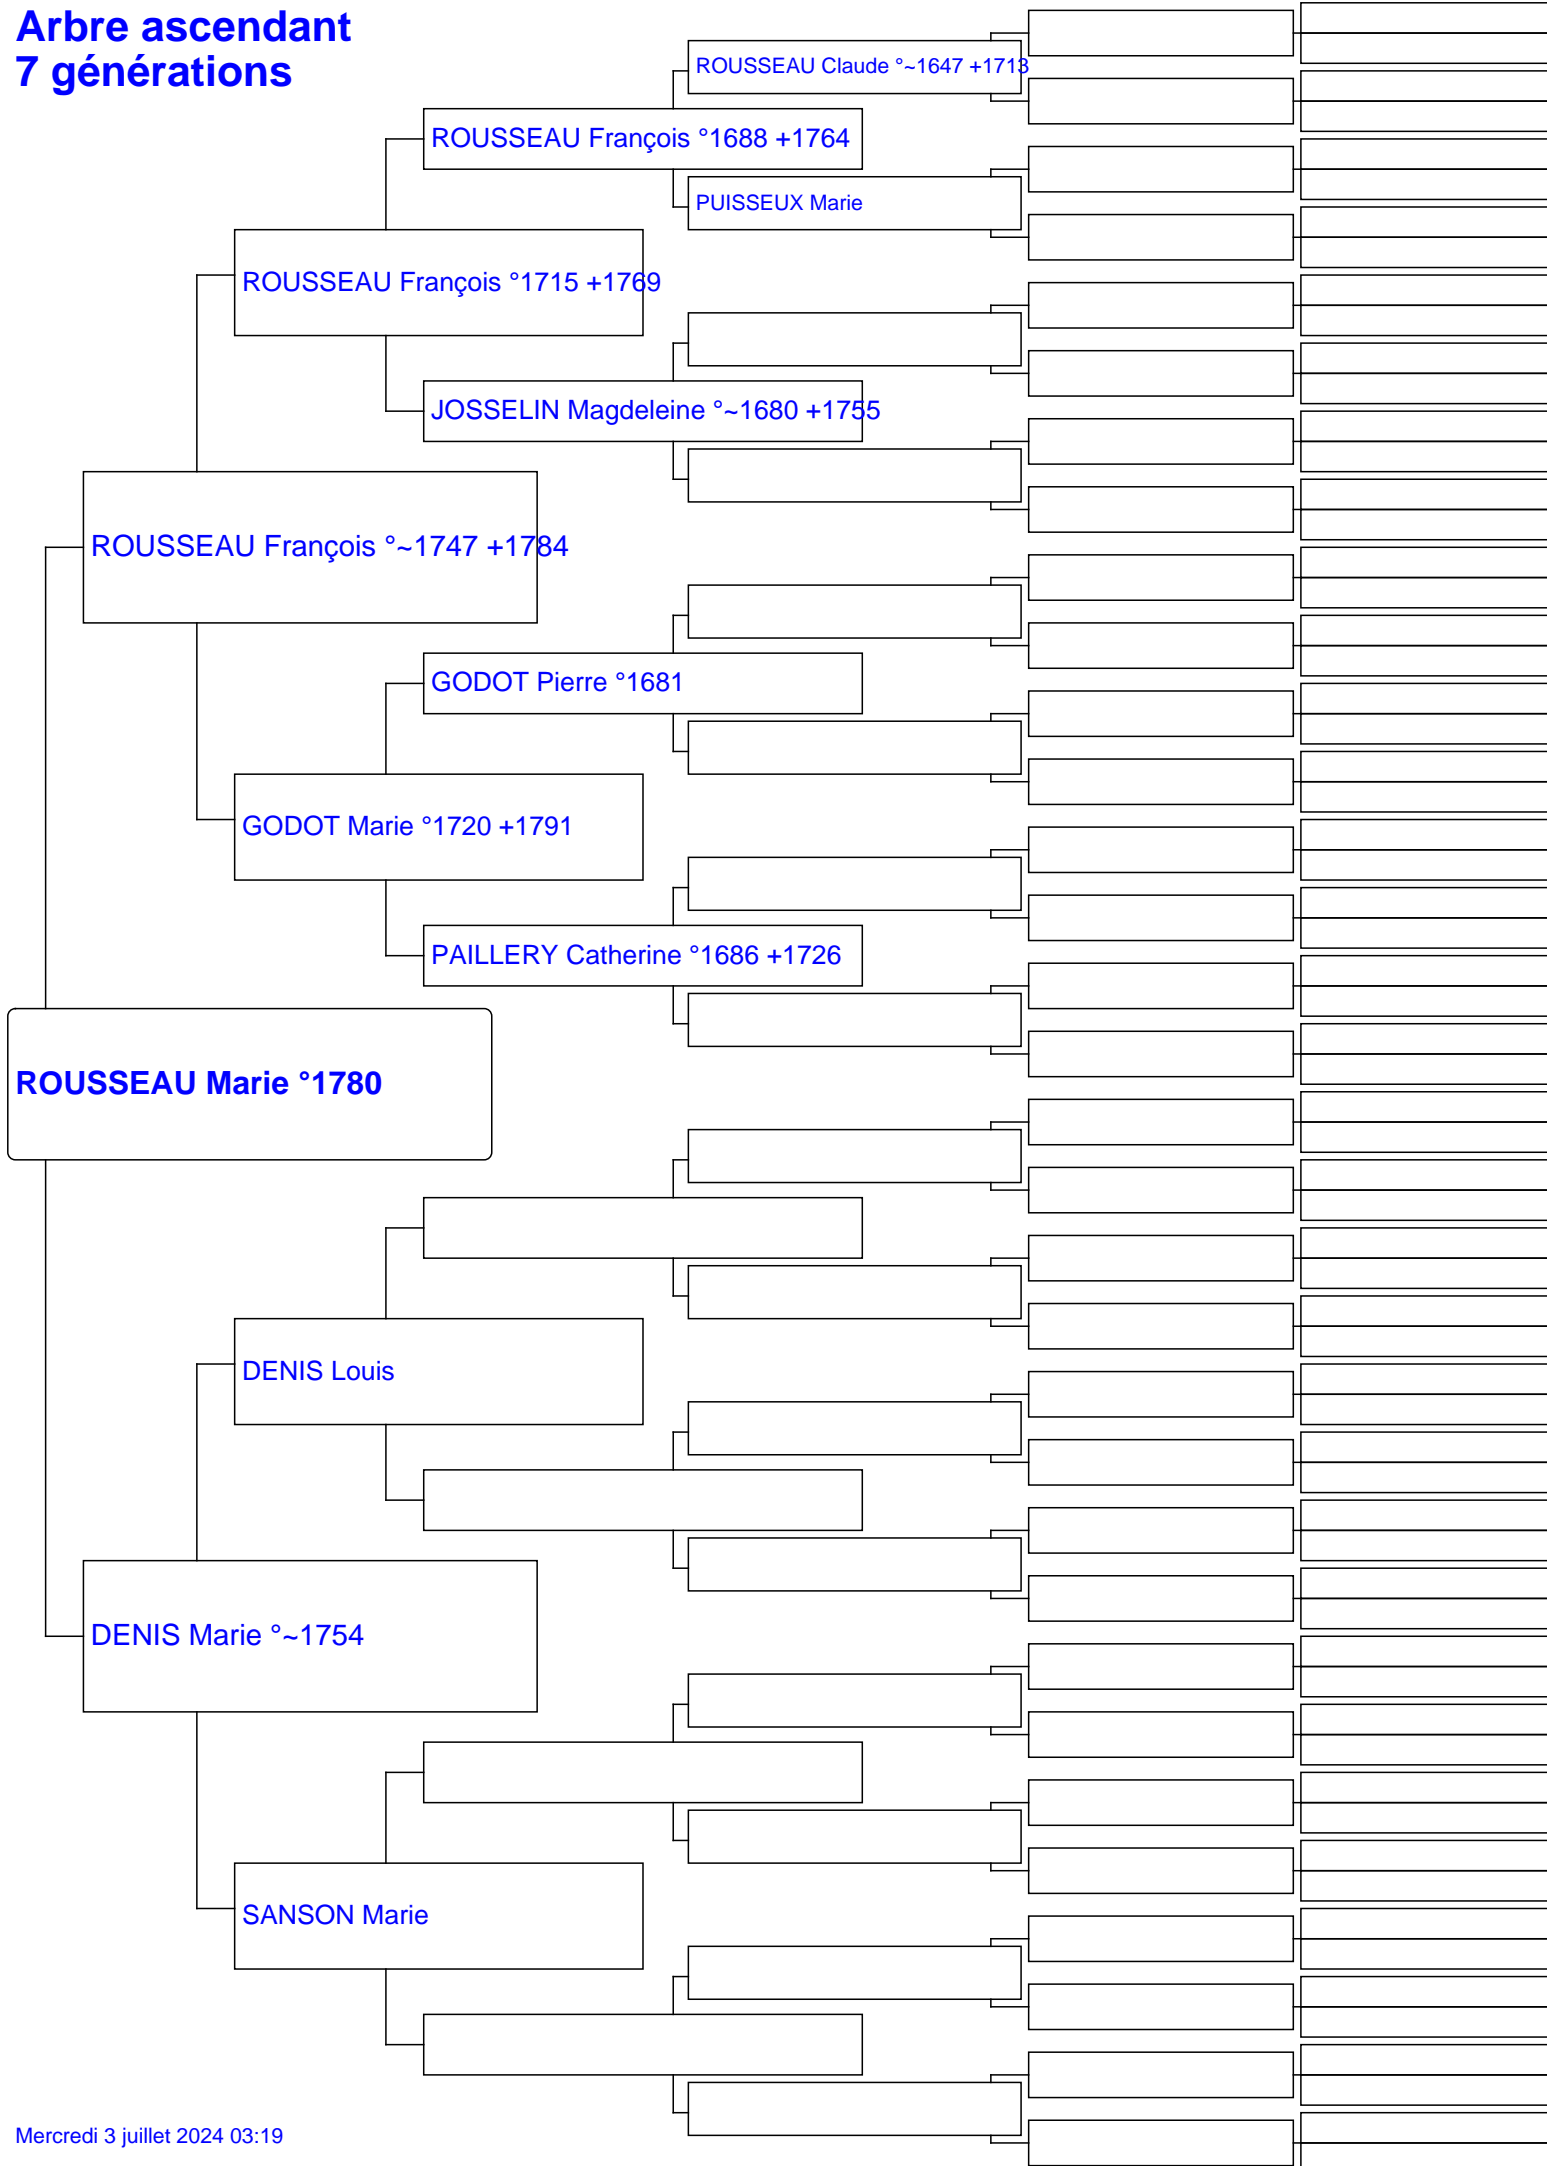 Arbre ascendant
7 générations
ROUSSEAU Claude °~1647 +1713
ROUSSEAU François °1688 +1764
PUISSEUX Marie
ROUSSEAU François °1715 +1769
JOSSELIN Magdeleine °~1680 +1755
ROUSSEAU François °~1747 +1784
GODOT Pierre °1681
GODOT Marie °1720 +1791
PAILLERY Catherine °1686 +1726
ROUSSEAU Marie °1780
DENIS Louis
DENIS Marie °~1754
SANSON Marie
Mercredi 3 juillet 2024 03:19